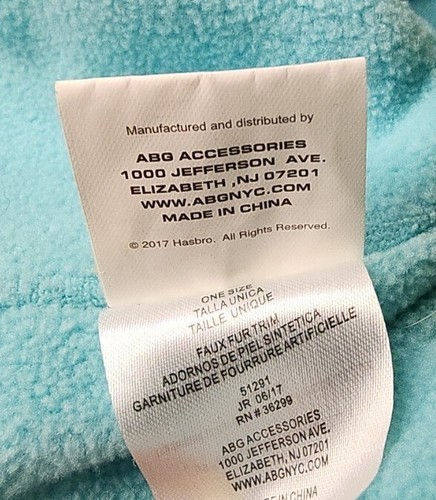 Manufactured and distributed by
ABG ACCESSORIES
1000 JEFFERSON AVE.
ELIZABETH ,NJ 07201
WWW.ABGNYC.COM
MADE IN CHINA
© 2017 Hasbro. All Rights Reserved.
ONE SIZE
TALLA UNICA
TAILLE UNIQUE
FAUX FUR TRIM
ADORNOS DE PIEL SINTETICA
GARNITURE DE FOURRURE ARTIFICIELLE
51291
JR 06/17
RN # 36299
ABG ACCESSORIES
1000 JEFFERSON AVE.
ELIZABETH, NJ 07201
WWW.ABGNYC.COM
IN CHINA